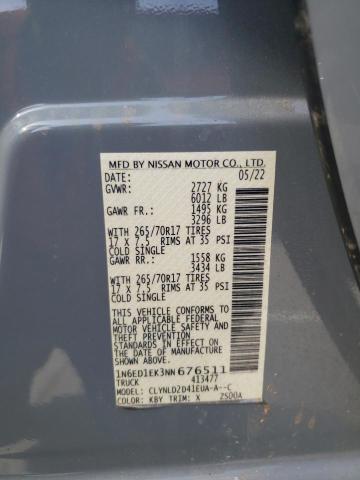 MFD BY NISSAN MOTOR CO., LTD.
DATE: 05/22
GVWR: 2727 KG
6012 LB
GAWR FR.: 1495 KG
3296 LB
WITH 265/70R17 TIRES
17 X 7.5 RIMS AT 35 PSI
COLD SINGLE
GAWR RR.: 1558 KG
3434 LB
WITH 265/70R17 TIRES
17 X 7.5 RIMS AT 35 PSI
COLD SINGLE
THIS VEHICLE CONFORMS TO
ALL APPLICABLE FEDERAL
MOTOR VEHICLE SAFETY
AND THEFT PREVENTION
STANDARDS IN EFFECT ON
THE DATE OF MANUFACTURE
SHOWN ABOVE.
1N6ED1EK3NN676511
TRUCK 413477
MODEL: CLYNLD2D41EUA-A--C
COLOR: KBY TRIM: X 2S00A